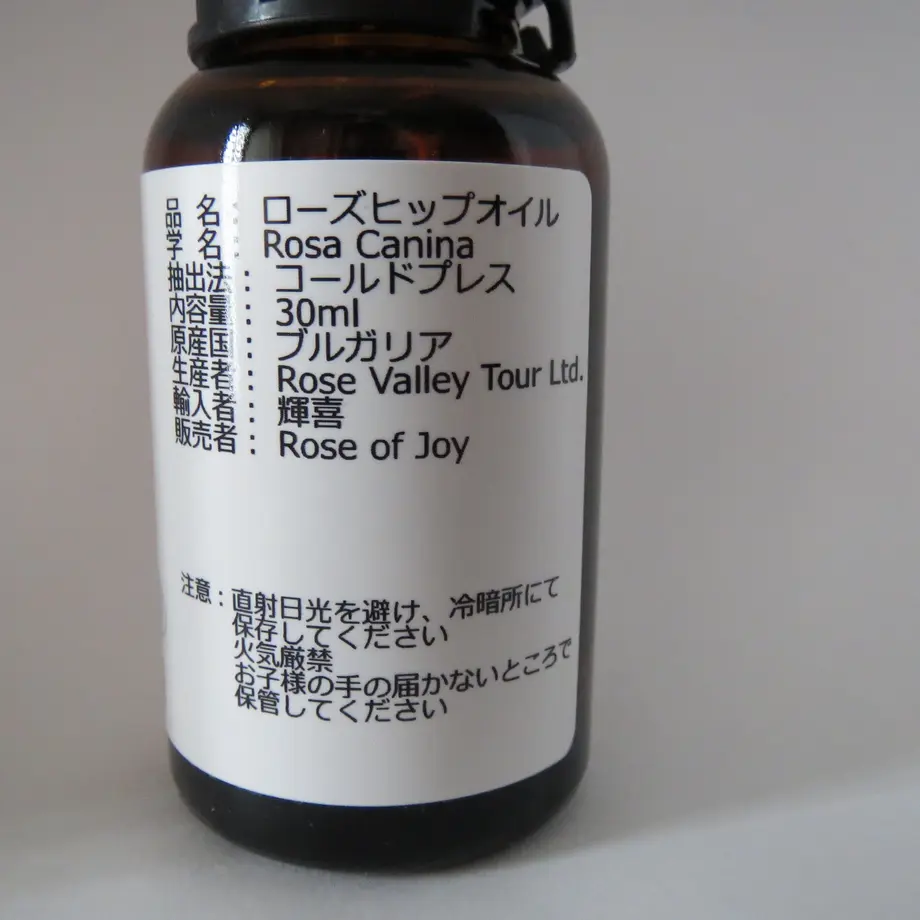 品 名 : ローズヒップオイル
学 名 : Rosa Canina
抽出法 : コールドプレス
内容量 : 30ml
原産国 : ブルガリア
生産者 : Rose Valley Tour Ltd.
輸入者 : 輝喜
販売者 : Rose of Joy
注意 : 直射日光を避け、冷暗所にて
保存してください
火気厳禁
お子様の手の届かないところで
保管してください